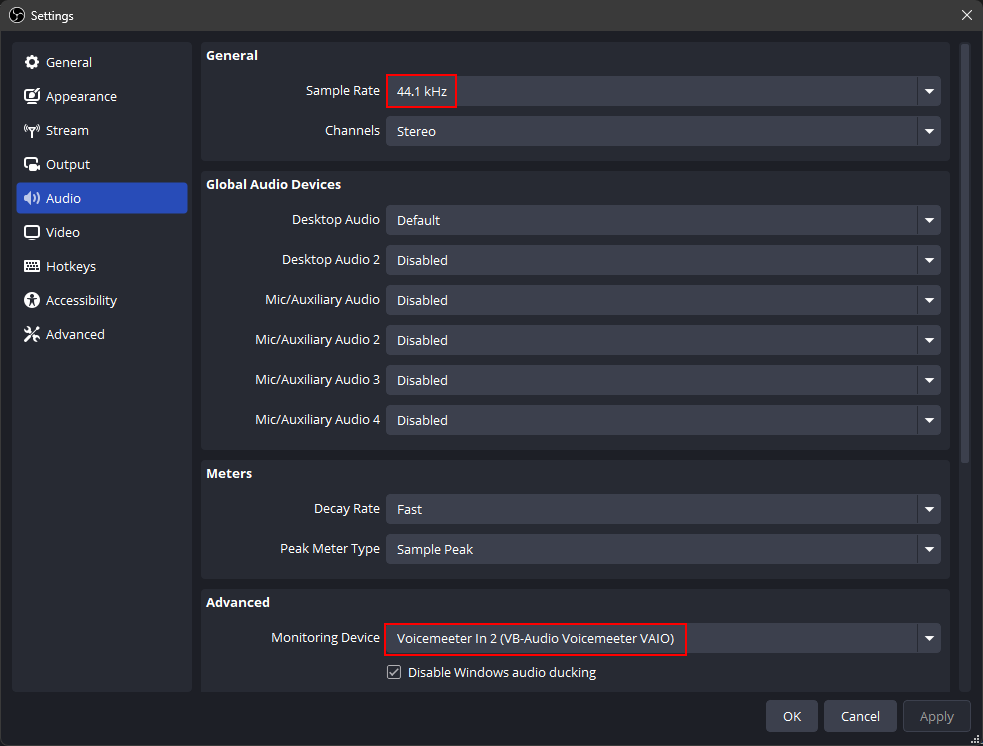 Settings
General
Appearance
Stream
Output
Audio
Video
Hotkeys
Accessibility
Advanced
General
Sample Rate 44.1 kHz
Channels Stereo
Global Audio Devices
Desktop Audio Default
Desktop Audio 2 Disabled
Mic/Auxiliary Audio Disabled
Mic/Auxiliary Audio 2 Disabled
Mic/Auxiliary Audio 3 Disabled
Mic/Auxiliary Audio 4 Disabled
Meters
Decay Rate Fast
Peak Meter Type Sample Peak
Advanced
Monitoring Device Voicemeeter In 2 (VB-Audio Voicemeeter VAIO)
Disable Windows audio ducking
OK Cancel Apply